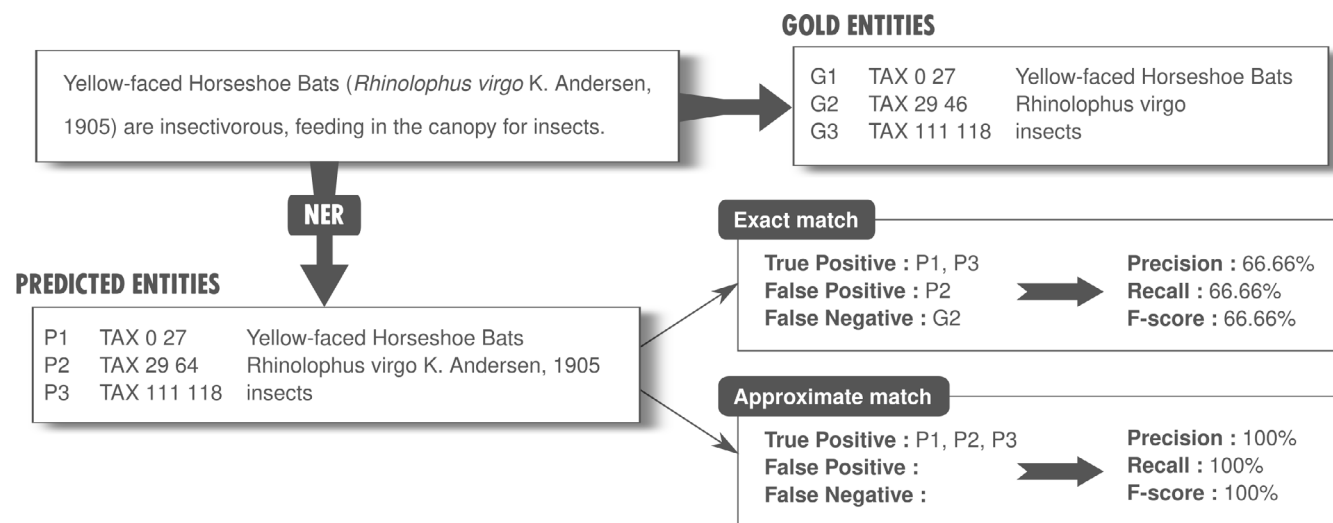 GOLD ENTITIES
Yellow-faced Horseshoe Bats (Rhinolophus virgo K. Andersen,
1905) are insectivorous, feeding in the canopy for insects.
G1 TAX 0 27 Yellow-faced Horseshoe Bats
G2 TAX 29 46 Rhinolophus virgo
G3 TAX 111 118 insects
NER
PREDICTED ENTITIES
P1 TAX 0 27 Yellow-faced Horseshoe Bats
P2 TAX 29 64 Rhinolophus virgo K. Andersen, 1905
P3 TAX 111 118 insects
Exact match
True Positive : P1, P3
False Positive : P2
False Negative : G2
Precision : 66.66%
Recall : 66.66%
F-score : 66.66%
Approximate match
True Positive : P1, P2, P3
False Positive :
False Negative :
Precision : 100%
Recall : 100%
F-score : 100%